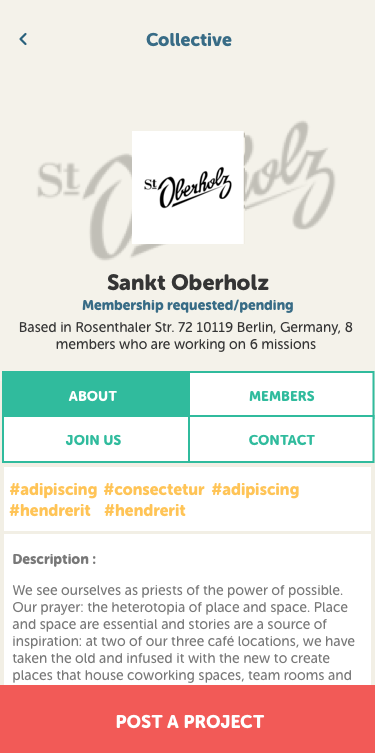 Collective
St Oberholz
St Oberholz
Sankt Oberholz
Membership requested/pending
Based in Rosenthaler Str. 72 10119 Berlin, Germany, 8
members who are working on 6 missions
ABOUT
MEMBERS
JOIN US
CONTACT
#adipiscing #consectetur #adipiscing
#hendrerit #hendrerit
Description :
We see ourselves as priests of the power of possible.
Our prayer: the heterotopia of place and space. Place
and space are essential and stories are a source of
inspiration: at two of our three café locations, we have
taken the old and infused it with the new to create
places that house coworking spaces, team rooms and
POST A PROJECT